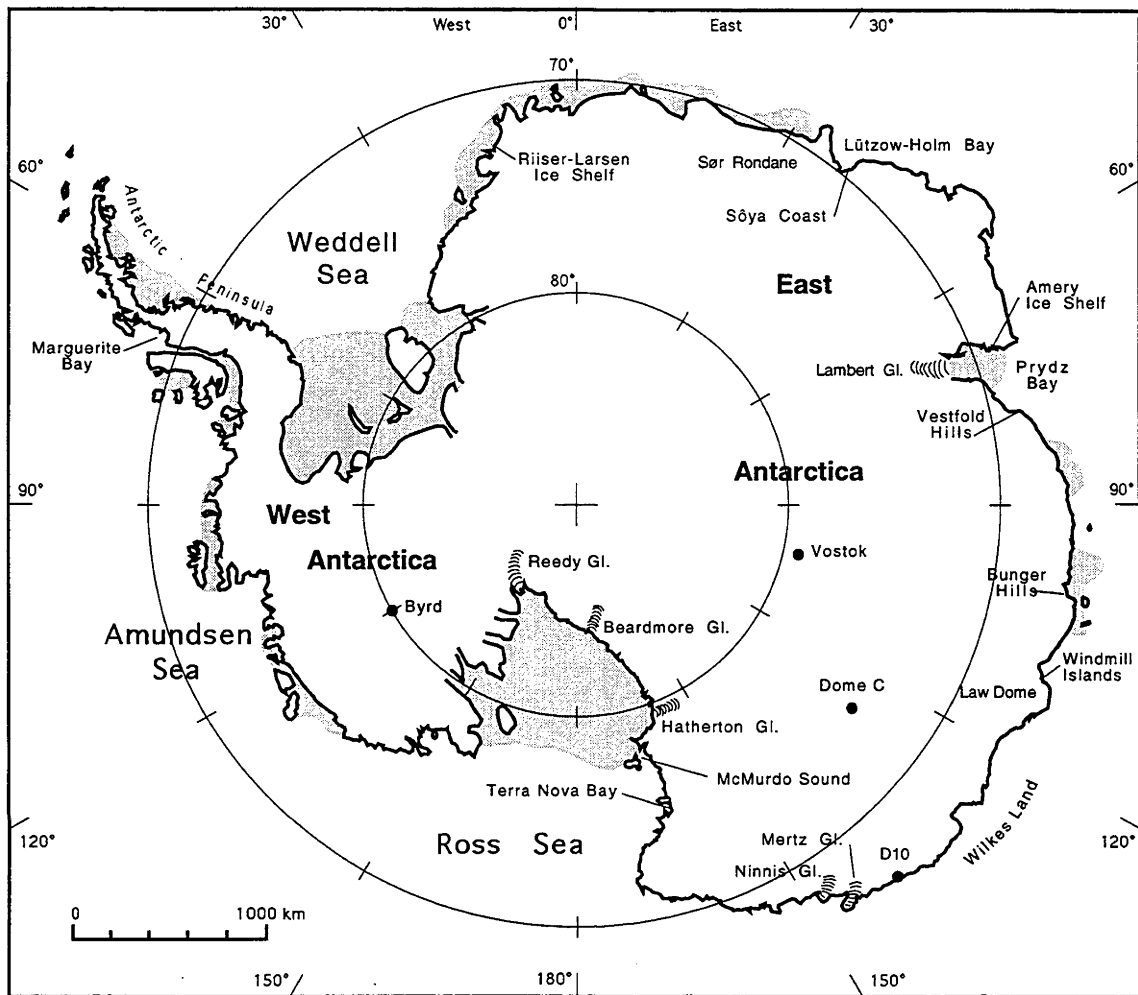 30°
West
0°
East
30°
70°
60°
Antarctic
Peninsula
Riiser-Larsen
Ice Shelf
Sør Rondane
Lützow-Holm Bay
60°
Sôya Coast
Weddell
Sea
80°
East
Amery
Ice Shelf
Marguerite
Bay
Lambert Gl.
Prydz
Bay
Vestfold
Hills
90°
West
Antarctica
Antarctica
90°
Vostok
Reedy Gl.
Byrd
Beardmore Gl.
Bunger
Hills
Amundsen
Sea
Windmill
Islands
Dome C
Law Dome
Hatherton Gl.
McMurdo Sound
Terra Nova Bay
Ross Sea
Mertz Gl.
Ninnis Gl.
D10
Wilkes Land
120°
120°
0
1000 km
150°
180°
150°